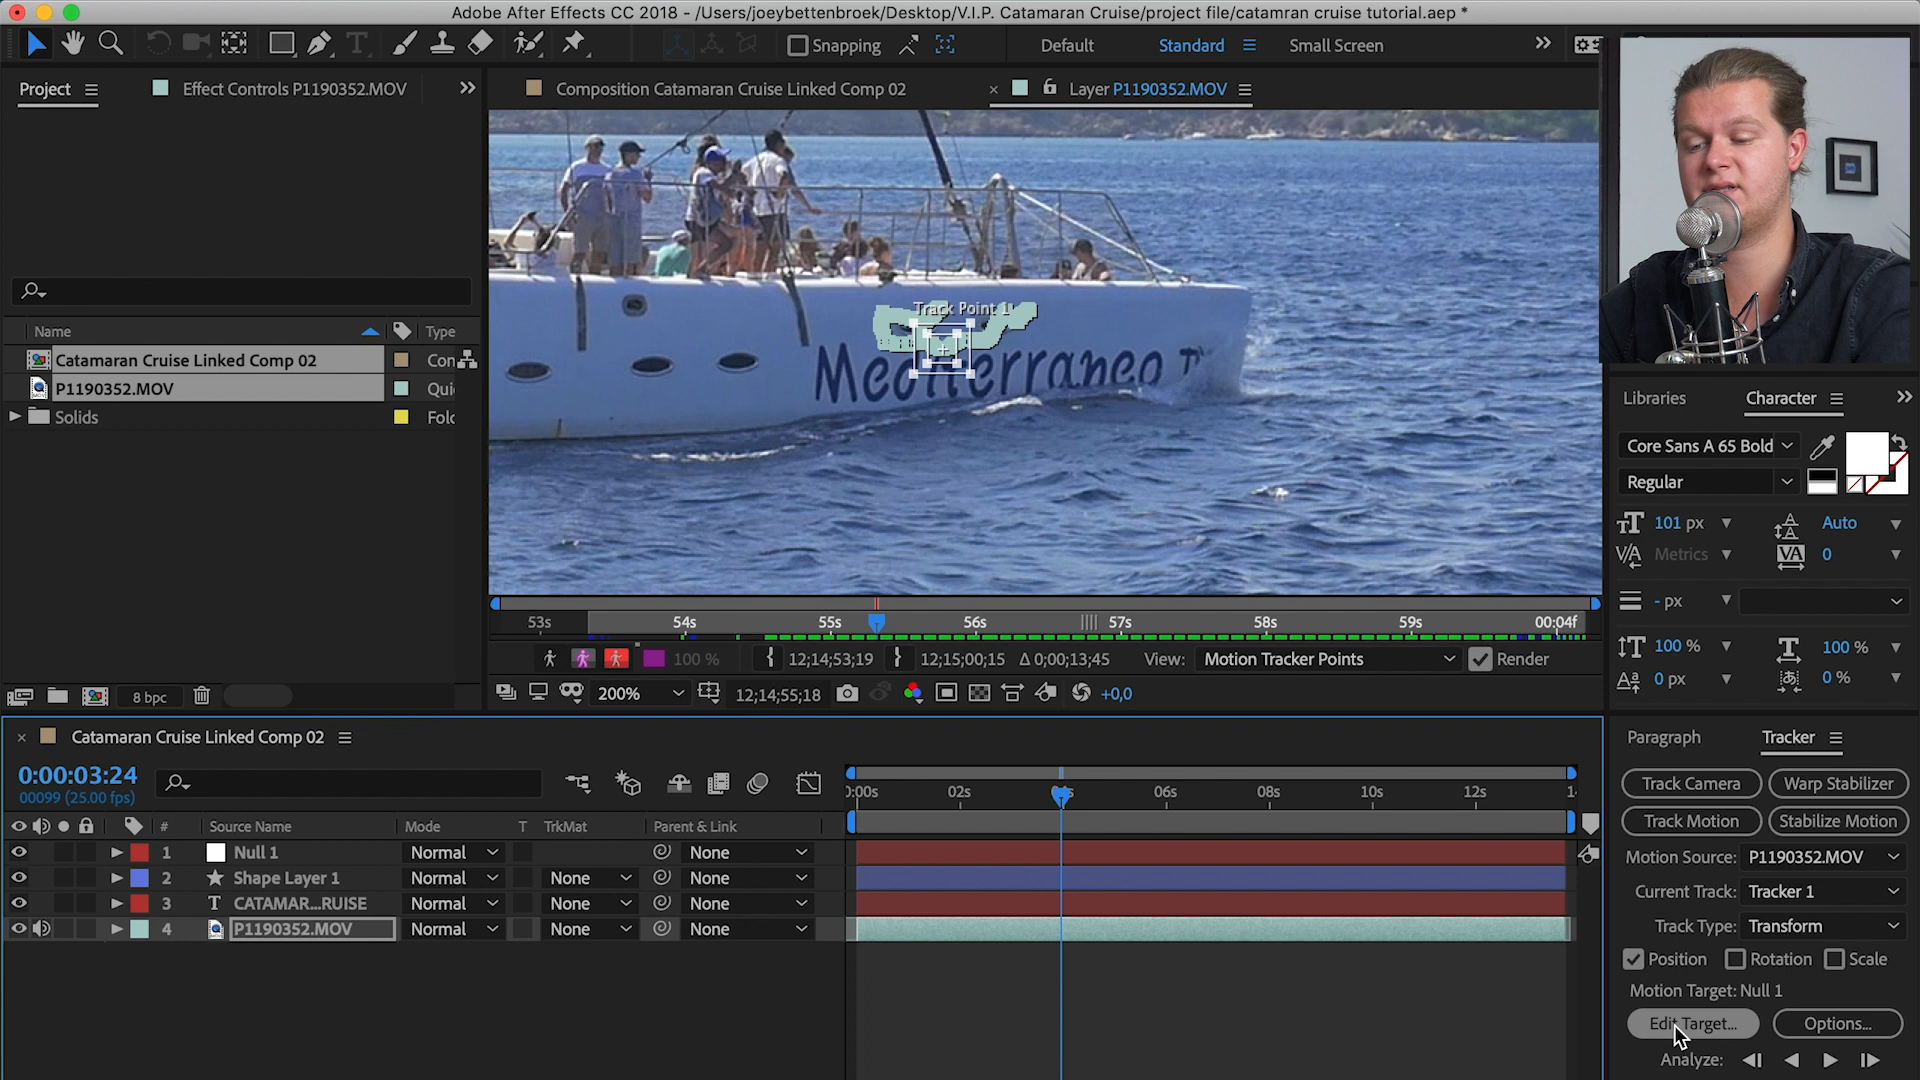 Adobe After Effects CC 2018 - /Users/joeybettenbroek/Desktop/V.I.P. Catamaran Cruise/project file/catamran cruise tutorial.aep *
Snapping
Default
Standard
Small Screen
Project
Effect Controls P1190352.MOV
Composition Catamaran Cruise Linked Comp 02
Layer P1190352.MOV
Name
Type
Catamaran Cruise Linked Comp 02
P1190352.MOV
Qui
Solids
Fold
8 bpc
Track Point 1
Mediterraneo
53s 54s 55s 56s 57s 58s 59s 00:04f
100 %
12;14;53;19
12;15;00;15
Δ 0;00;13;45
View:
Motion Tracker Points
Render
200%
12;14;55;18
+0,0
Libraries
Character
Core Sans A 65 Bold
Regular
101 px
Auto
Metrics
0
- px
100 %
100 %
0 px
0 %
Catamaran Cruise Linked Comp 02
0:00:03:24
00099 (25.00 fps)
:00s 02s 06s 08s 10s 12s
# Source Name Mode T TrkMat Parent & Link
1 Null 1 Normal None
2 Shape Layer 1 Normal None None
3 CATAMAR...RUISE Normal None None
4 P1190352.MOV Normal None None
Paragraph
Tracker
Track Camera
Warp Stabilizer
Track Motion
Stabilize Motion
Motion Source: P1190352.MOV
Current Track: Tracker 1
Track Type: Transform
Position
Rotation
Scale
Motion Target: Null 1
Edit Target...
Options...
Analyze: